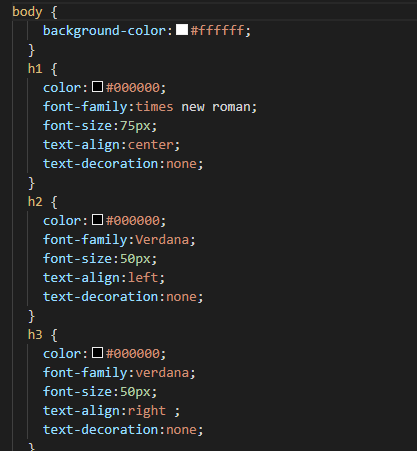 body {
background-color: #ffffff;
}
h1 {
color: #000000;
font-family:times new roman;
font-size:75px;
text-align:center;
text-decoration:none;
}
h2 {
color: #000000;
font-family:Verdana;
font-size:50px;
text-align:left;
text-decoration:none;
}
h3 {
color: #000000;
font-family:verdana;
font-size:50px;
text-align:right ;
text-decoration:none;
}